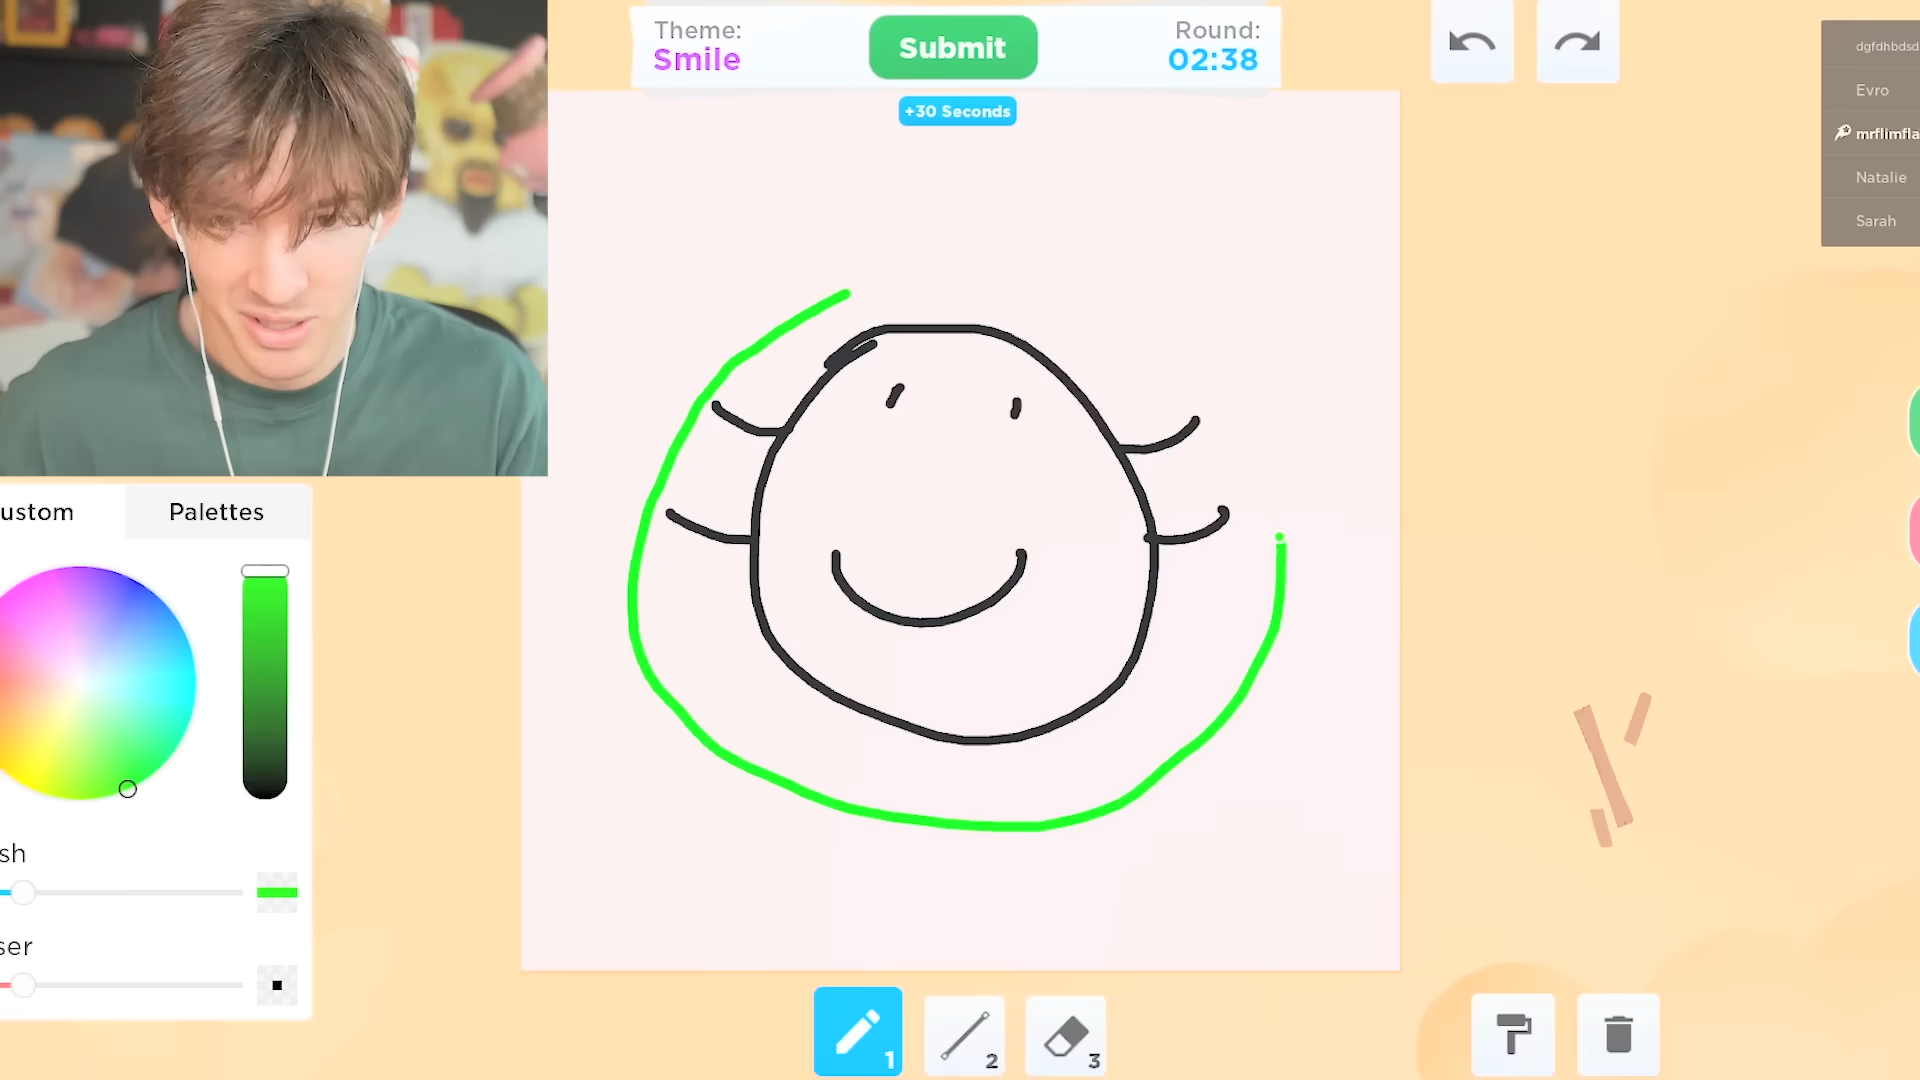 Theme:
Smile
Submit
Round:
02:38
+30 Seconds
dgfdhbdsd
Evro
mrflimfla
Natalie
Sarah
ustom
Palettes
sh
ser
1
2
3